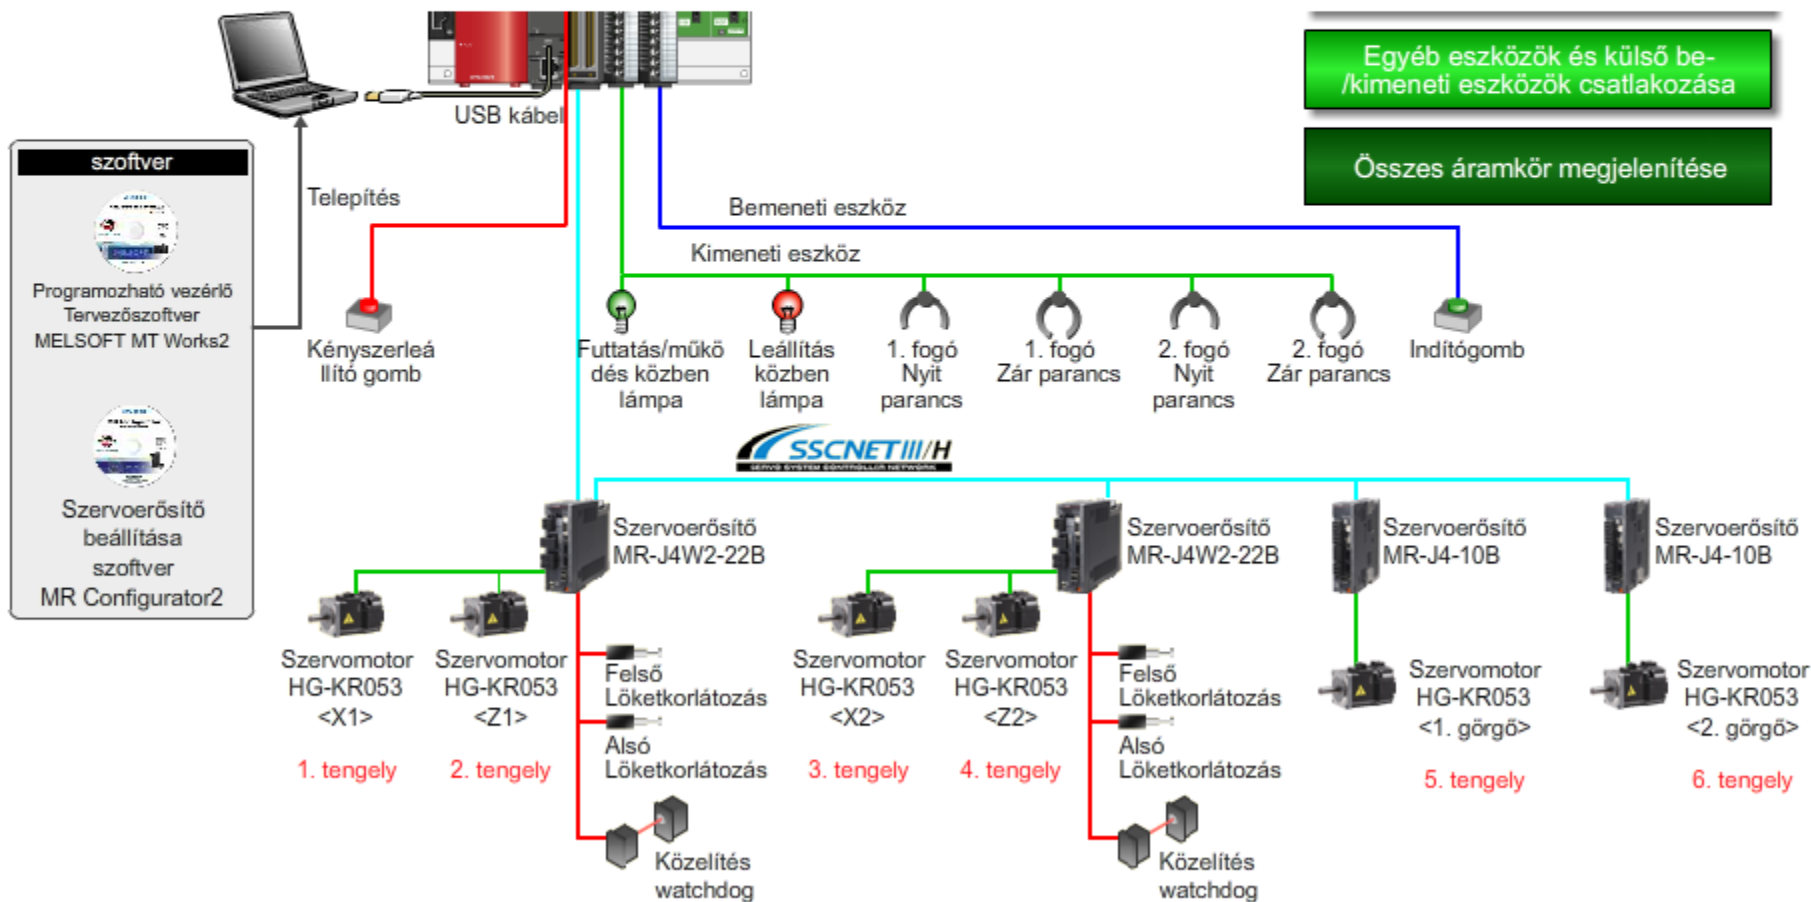 Egyéb eszközök és külső be-
/kimeneti eszközök csatlakozása
Összes áramkör megjelenítése
USB kábel
szoftver
Programozható vezérlő
Tervezőszoftver
MELSOFT MT Works2
Szervoerősítő
beállítása
szoftver
MR Configurator2
Telepítés
Bemeneti eszköz
Kimeneti eszköz
Kényszerleá
llító gomb
Futtatás/műkö
dés közben
lámpa
Leállítás
közben
lámpa
1. fogó
Nyit
parancs
1. fogó
Zár parancs
2. fogó
Nyit
parancs
2. fogó
Zár parancs
Indítógomb
SSCNET III/H
SERVO SYSTEM CONTROLLER NETWORK
Szervoerősítő
MR-J4W2-22B
Szervoerősítő
MR-J4W2-22B
Szervoerősítő
MR-J4-10B
Szervoerősítő
MR-J4-10B
Szervomotor
HG-KR053
<X1>
1. tengely
Szervomotor
HG-KR053
<Z1>
2. tengely
Felső
Löketkorlátozás
Alsó
Löketkorlátozás
Közelítés
watchdog
Szervomotor
HG-KR053
<X2>
3. tengely
Szervomotor
HG-KR053
<Z2>
4. tengely
Felső
Löketkorlátozás
Alsó
Löketkorlátozás
Közelítés
watchdog
Szervomotor
HG-KR053
<1. görgő>
5. tengely
Szervomotor
HG-KR053
<2. görgő>
6. tengely